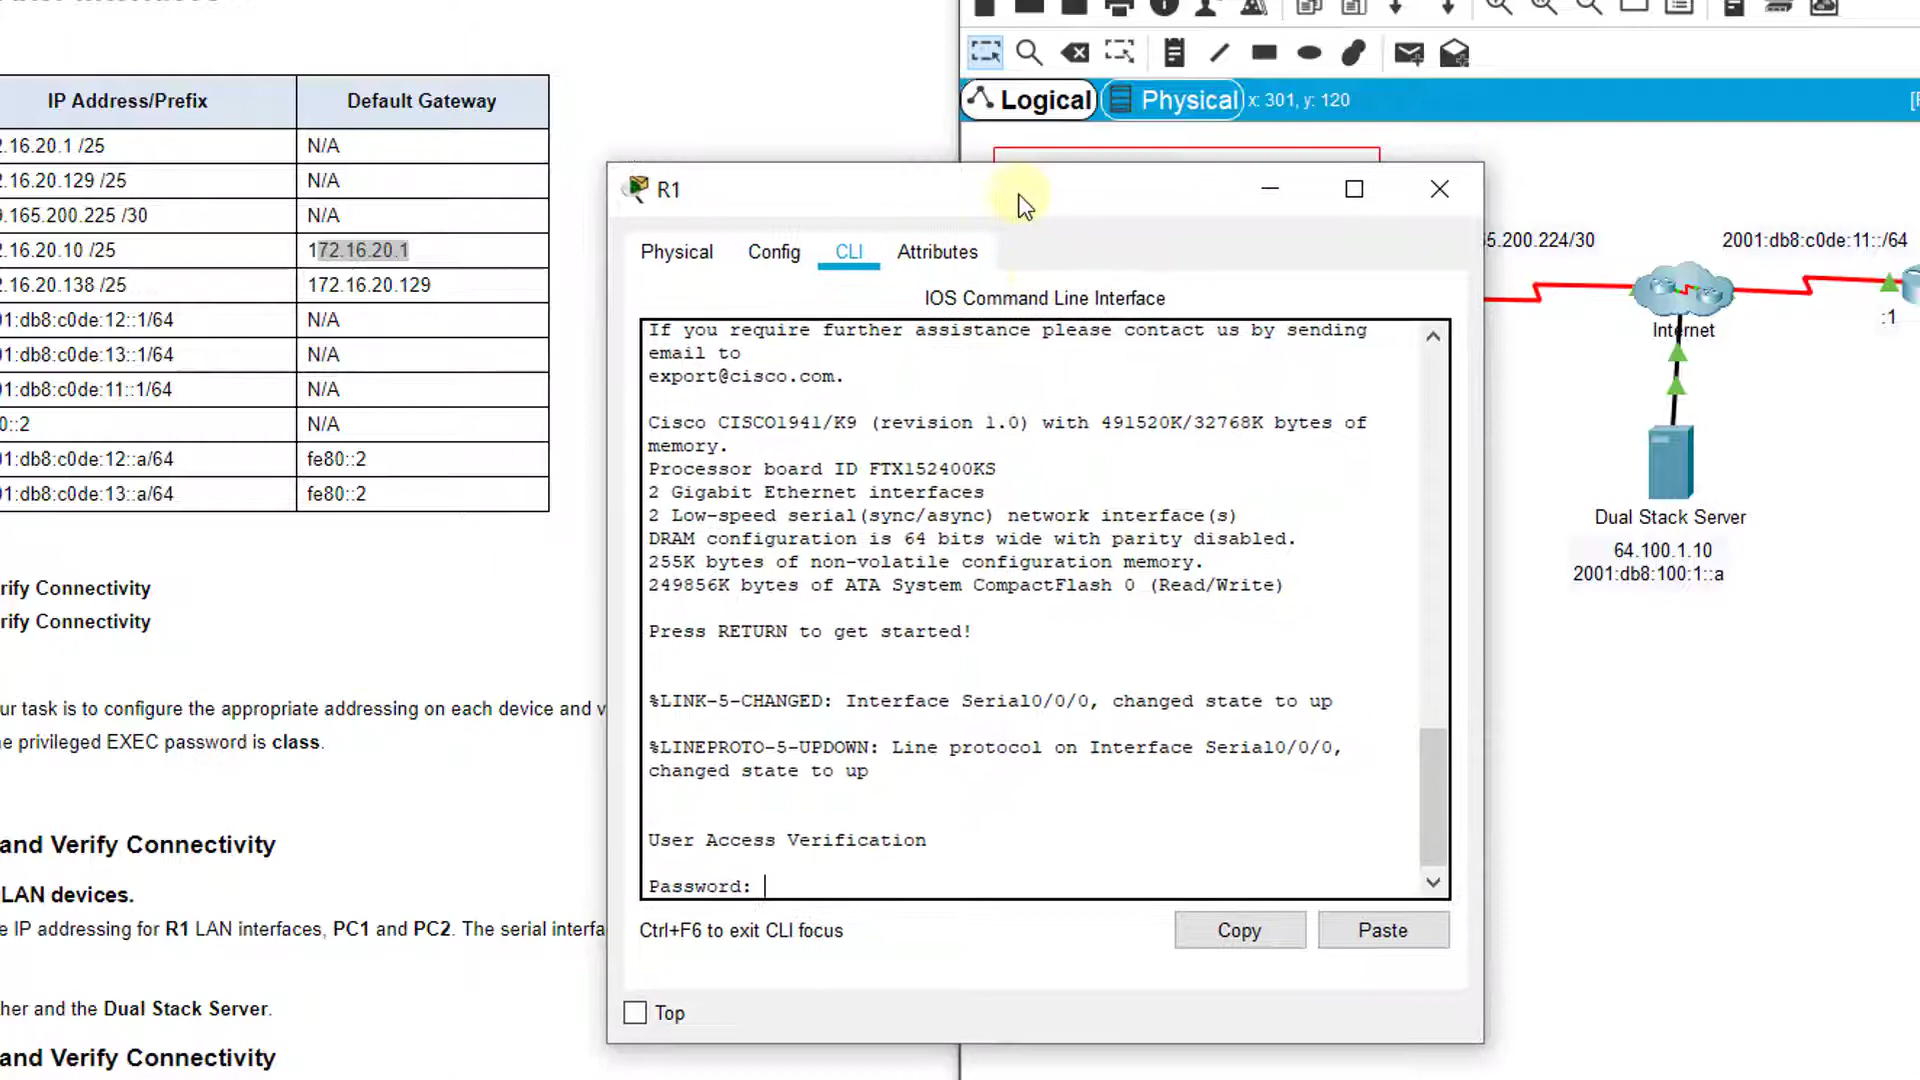 IP Address/Prefix Default Gateway
2.16.20.1 /25 N/A
2.16.20.129 /25 N/A
9.165.200.225 /30 N/A
2.16.20.10 /25 172.16.20.1
2.16.20.138 /25 172.16.20.129
01:db8:c0de:12::1/64 N/A
01:db8:c0de:13::1/64 N/A
01:db8:c0de:11::1/64 N/A
0::2 N/A
01:db8:c0de:12::a/64 fe80::2
01:db8:c0de:13::a/64 fe80::2
rify Connectivity
rify Connectivity
ur task is to configure the appropriate addressing on each device and v
e privileged EXEC password is class.
and Verify Connectivity
LAN devices.
e IP addressing for R1 LAN interfaces, PC1 and PC2. The serial interfa
her and the Dual Stack Server.
and Verify Connectivity
Logical Physical x: 301, y: 120
R1
Physical Config CLI Attributes
IOS Command Line Interface
If you require further assistance please contact us by sending
email to
export@cisco.com.
Cisco CISCO1941/K9 (revision 1.0) with 491520K/32768K bytes of
memory.
Processor board ID FTX152400KS
2 Gigabit Ethernet interfaces
2 Low-speed serial(sync/async) network interface(s)
DRAM configuration is 64 bits wide with parity disabled.
255K bytes of non-volatile configuration memory.
249856K bytes of ATA System CompactFlash 0 (Read/Write)
Press RETURN to get started!
%LINK-5-CHANGED: Interface Serial0/0/0, changed state to up
%LINEPROTO-5-UPDOWN: Line protocol on Interface Serial0/0/0,
changed state to up
User Access Verification
Password:
Ctrl+F6 to exit CLI focus
Copy Paste
Top
65.200.224/30 2001:db8:c0de:11::/64
:1
Internet
Dual Stack Server
64.100.1.10
2001:db8:100:1::a